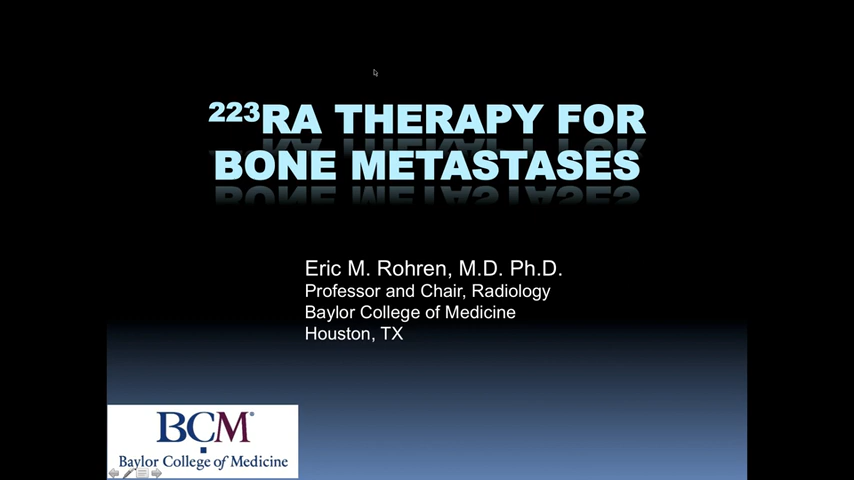 ²²³RA THERAPY FOR
BONE METASTASES
Eric M. Rohren, M.D. Ph.D.
Professor and Chair, Radiology
Baylor College of Medicine
Houston, TX
BCM®
Baylor College of Medicine